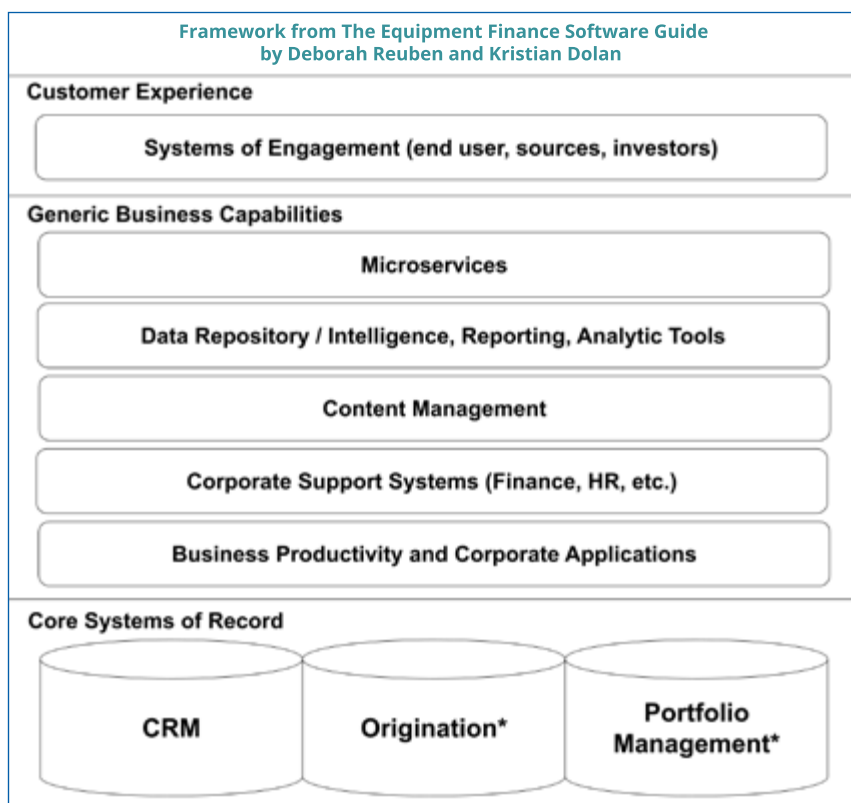 Framework from The Equipment Finance Software Guide
by Deborah Reuben and Kristian Dolan
Customer Experience
Systems of Engagement (end user, sources, investors)
Generic Business Capabilities
Microservices
Data Repository / Intelligence, Reporting, Analytic Tools
Content Management
Corporate Support Systems (Finance, HR, etc.)
Business Productivity and Corporate Applications
Core Systems of Record
CRM
Origination*
Portfolio
Management*